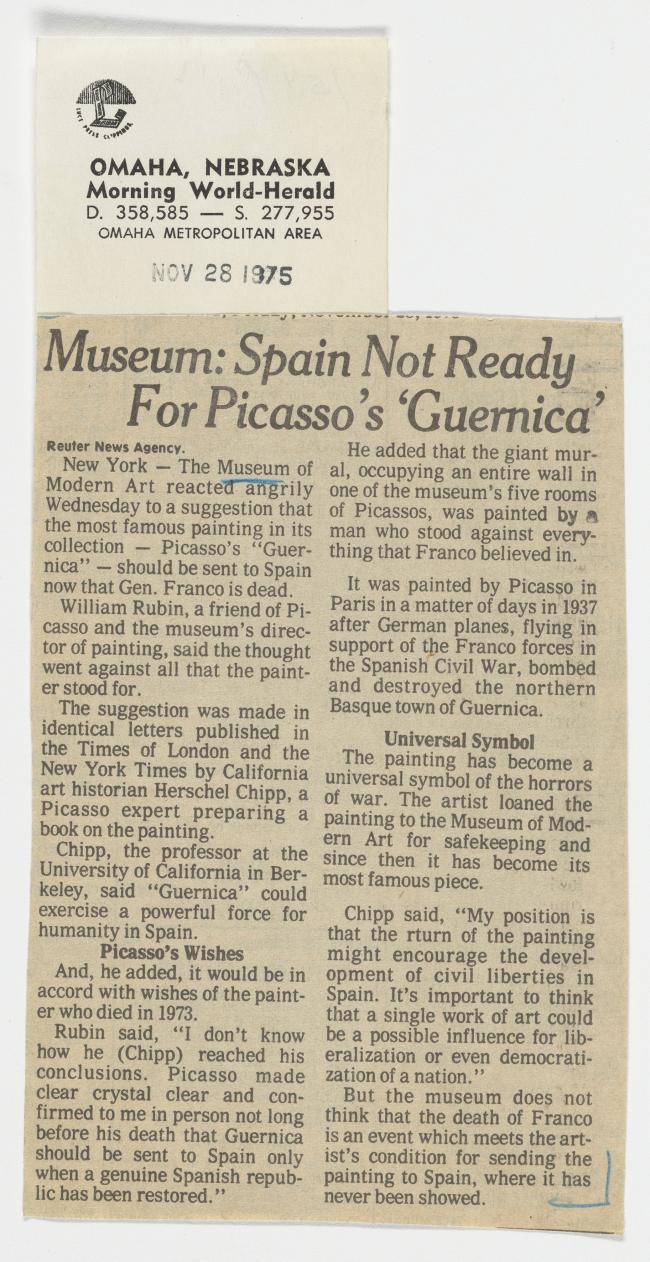 LUCE PRESS CLIPPINGS
OMAHA, NEBRASKA
Morning World-Herald
D. 358,585 — S. 277,955
OMAHA METROPOLITAN AREA
NOV 28 1975
Museum: Spain Not Ready
For Picasso's 'Guernica'
Reuter News Agency.
New York — The Museum of
Modern Art reacted angrily
Wednesday to a suggestion that
the most famous painting in its
collection — Picasso's "Guer-
nica" — should be sent to Spain
now that Gen. Franco is dead.
William Rubin, a friend of Pi-
casso and the museum's direc-
tor of painting, said the thought
went against all that the paint-
er stood for.
The suggestion was made in
identical letters published in
the Times of London and the
New York Times by California
art historian Herschel Chipp, a
Picasso expert preparing a
book on the painting.
Chipp, the professor at the
University of California in Ber-
keley, said "Guernica" could
exercise a powerful force for
humanity in Spain.
Picasso's Wishes
And, he added, it would be in
accord with wishes of the paint-
er who died in 1973.
Rubin said, "I don't know
how he (Chipp) reached his
conclusions. Picasso made
clear crystal clear and con-
firmed to me in person not long
before his death that Guernica
should be sent to Spain only
when a genuine Spanish repub-
lic has been restored."
He added that the giant mur-
al, occupying an entire wall in
one of the museum's five rooms
of Picassos, was painted by a
man who stood against every-
thing that Franco believed in.
It was painted by Picasso in
Paris in a matter of days in 1937
after German planes, flying in
support of the Franco forces in
the Spanish Civil War, bombed
and destroyed the northern
Basque town of Guernica.
Universal Symbol
The painting has become a
universal symbol of the horrors
of war. The artist loaned the
painting to the Museum of Mod-
ern Art for safekeeping and
since then it has become its
most famous piece.
Chipp said, "My position is
that the rturn of the painting
might encourage the devel-
opment of civil liberties in
Spain. It's important to think
that a single work of art could
be a possible influence for lib-
eralization or even democrati-
zation of a nation."
But the museum does not
think that the death of Franco
is an event which meets the art-
ist's condition for sending the
painting to Spain, where it has
never been showed.